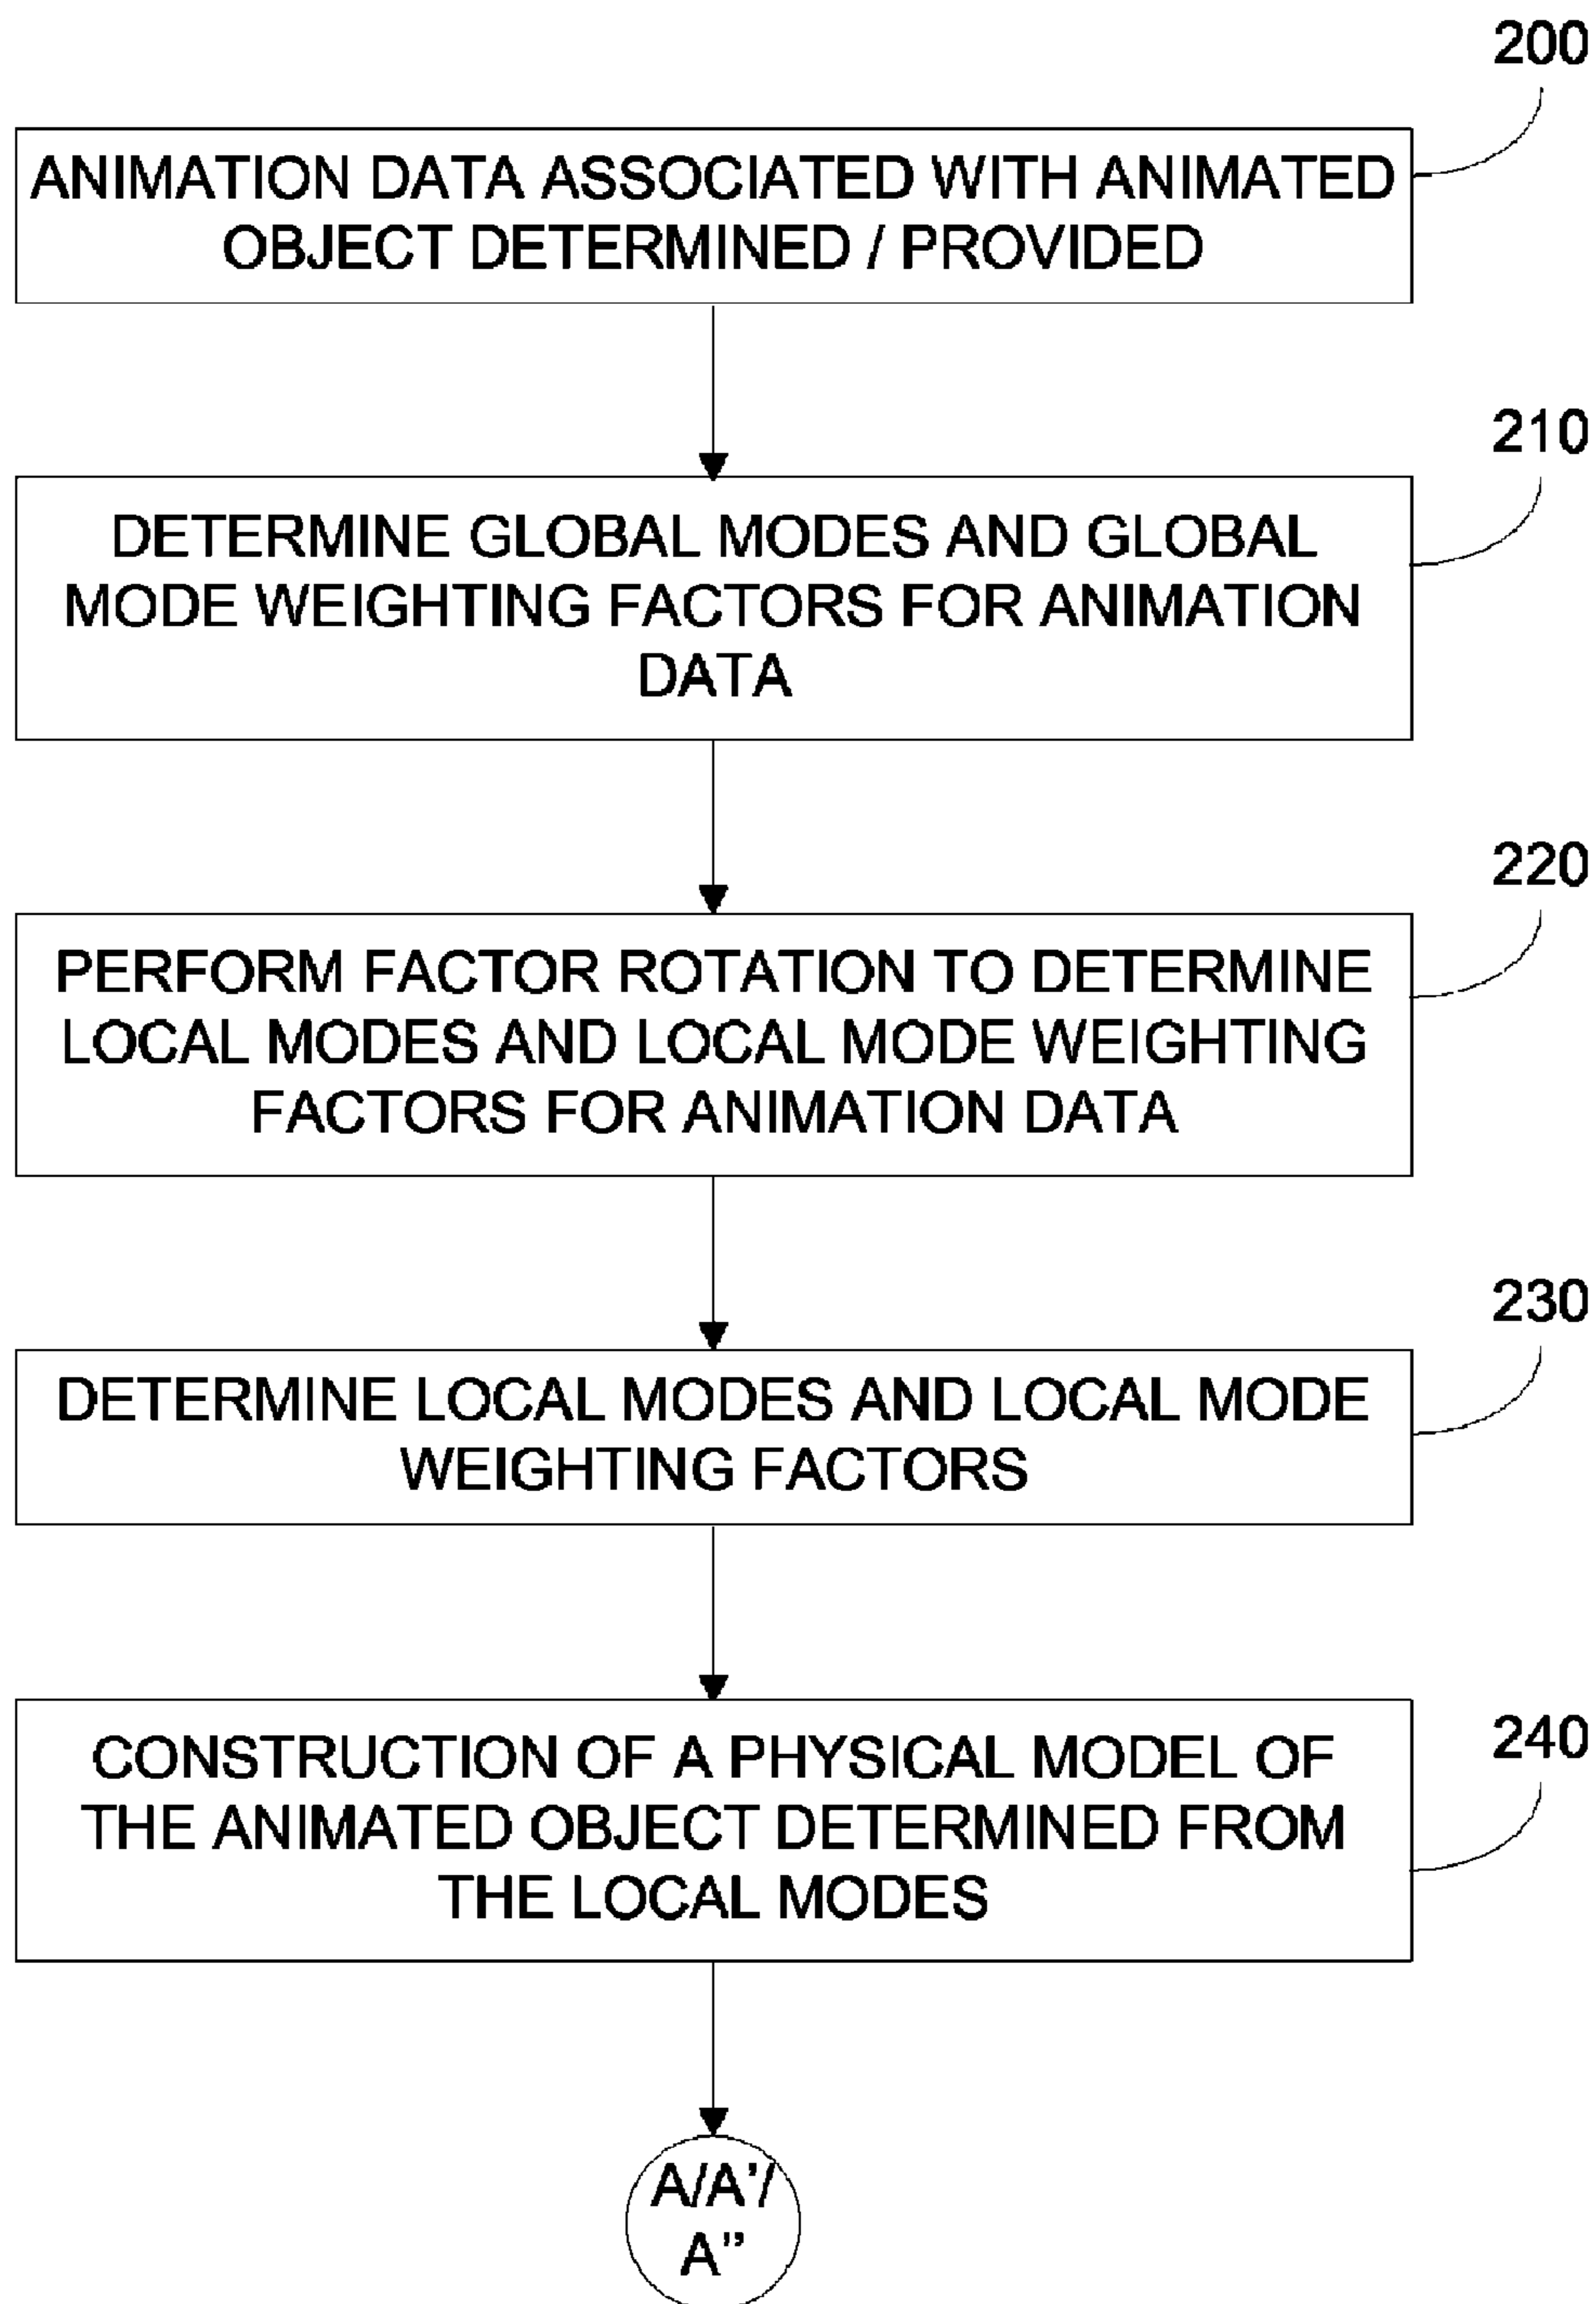 200
ANIMATION DATA ASSOCIATED WITH ANIMATED
OBJECT DETERMINED / PROVIDED
210
DETERMINE GLOBAL MODES AND GLOBAL
MODE WEIGHTING FACTORS FOR ANIMATION
DATA
220
PERFORM FACTOR ROTATION TO DETERMINE
LOCAL MODES AND LOCAL MODE WEIGHTING
FACTORS FOR ANIMATION DATA
230
DETERMINE LOCAL MODES AND LOCAL MODE
WEIGHTING FACTORS
240
CONSTRUCTION OF A PHYSICAL MODEL OF
THE ANIMATED OBJECT DETERMINED FROM
THE LOCAL MODES
A/A’/
A”